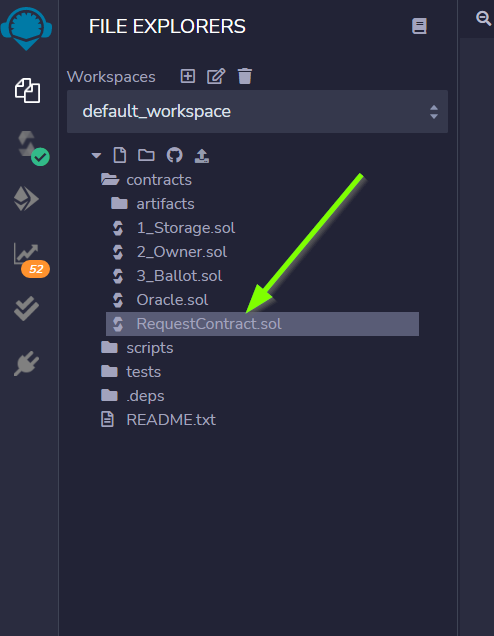 FILE EXPLORERS
Workspaces
default_workspace
contracts
artifacts
1_Storage.sol
2_Owner.sol
3_Ballot.sol
Oracle.sol
RequestContract.sol
scripts
tests
.deps
README.txt
52